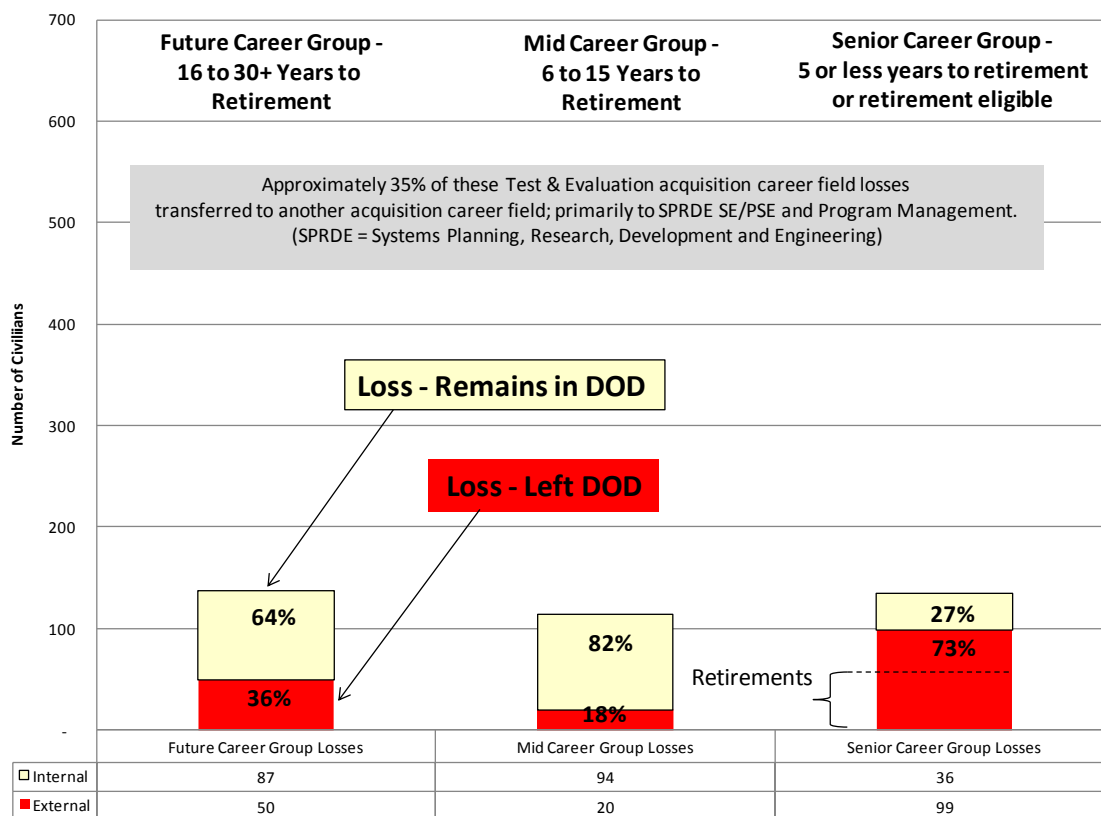 700
600
500
400
300
200
100
-
Number of Civilians
Future Career Group -
16 to 30+ Years to
Retirement
Mid Career Group -
6 to 15 Years to
Retirement
Senior Career Group -
5 or less years to retirement
or retirement eligible
Approximately 35% of these Test & Evaluation acquisition career field losses
transferred to another acquisition career field; primarily to SPRDE SE/PSE and Program Management.
(SPRDE = Systems Planning, Research, Development and Engineering)
Loss - Remains in DOD
Loss - Left DOD
64%
36%
82%
18%
27%
73%
Retirements
Future Career Group Losses Mid Career Group Losses Senior Career Group Losses
Internal 87 94 36
External 50 20 99